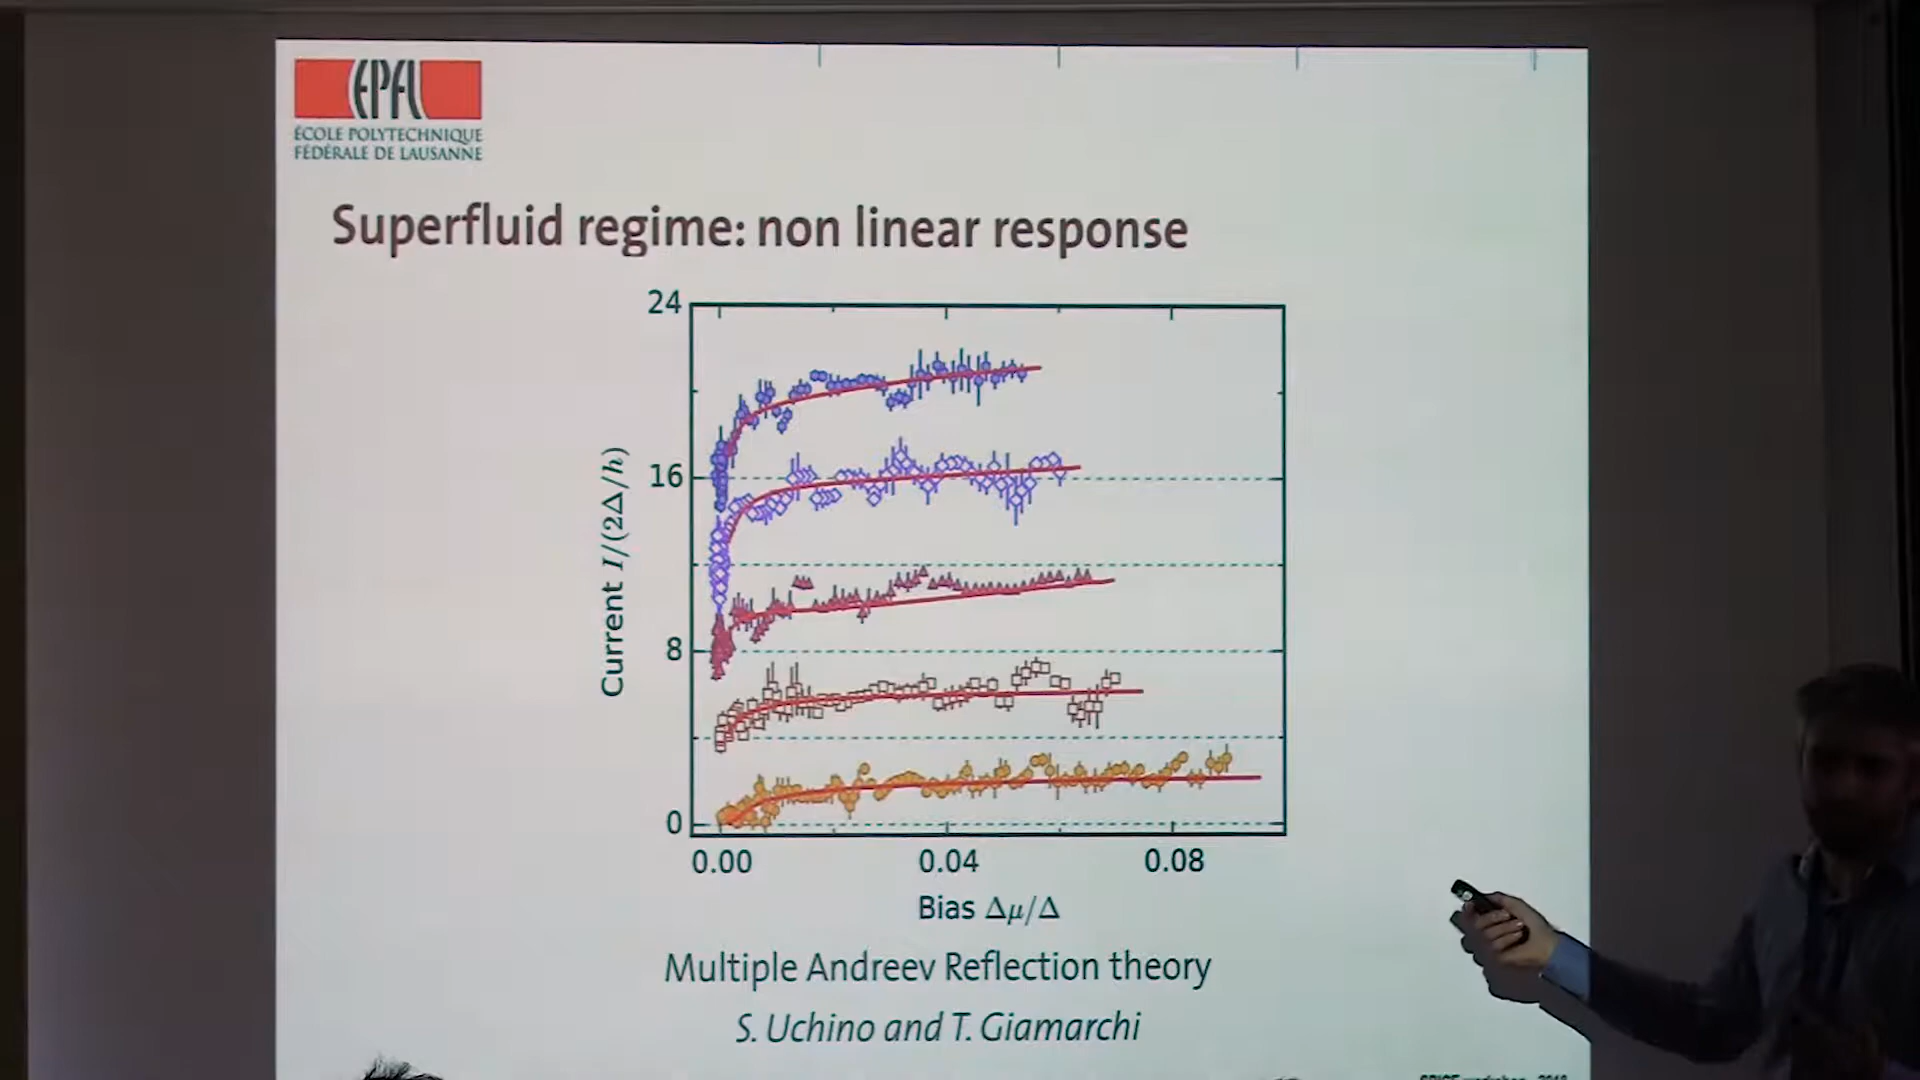 EPFL
ÉCOLE POLYTECHNIQUE
FÉDÉRALE DE LAUSANNE
Superfluid regime: non linear response
24
16
8
0
Current I/(2Δ/h)
0.00 0.04 0.08
Bias Δμ/Δ
Multiple Andreev Reflection theory
S. Uchino and T. Giamarchi